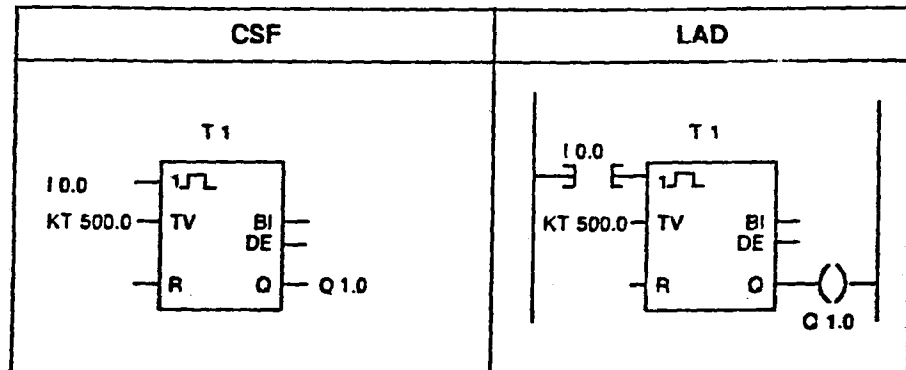 CSF
LAD
T 1
I 0.0
1
KT 500.0
TV
BI
DE
R
Q
Q 1.0
T 1
I 0.0
1
KT 500.0
TV
BI
DE
R
Q
Q 1.0